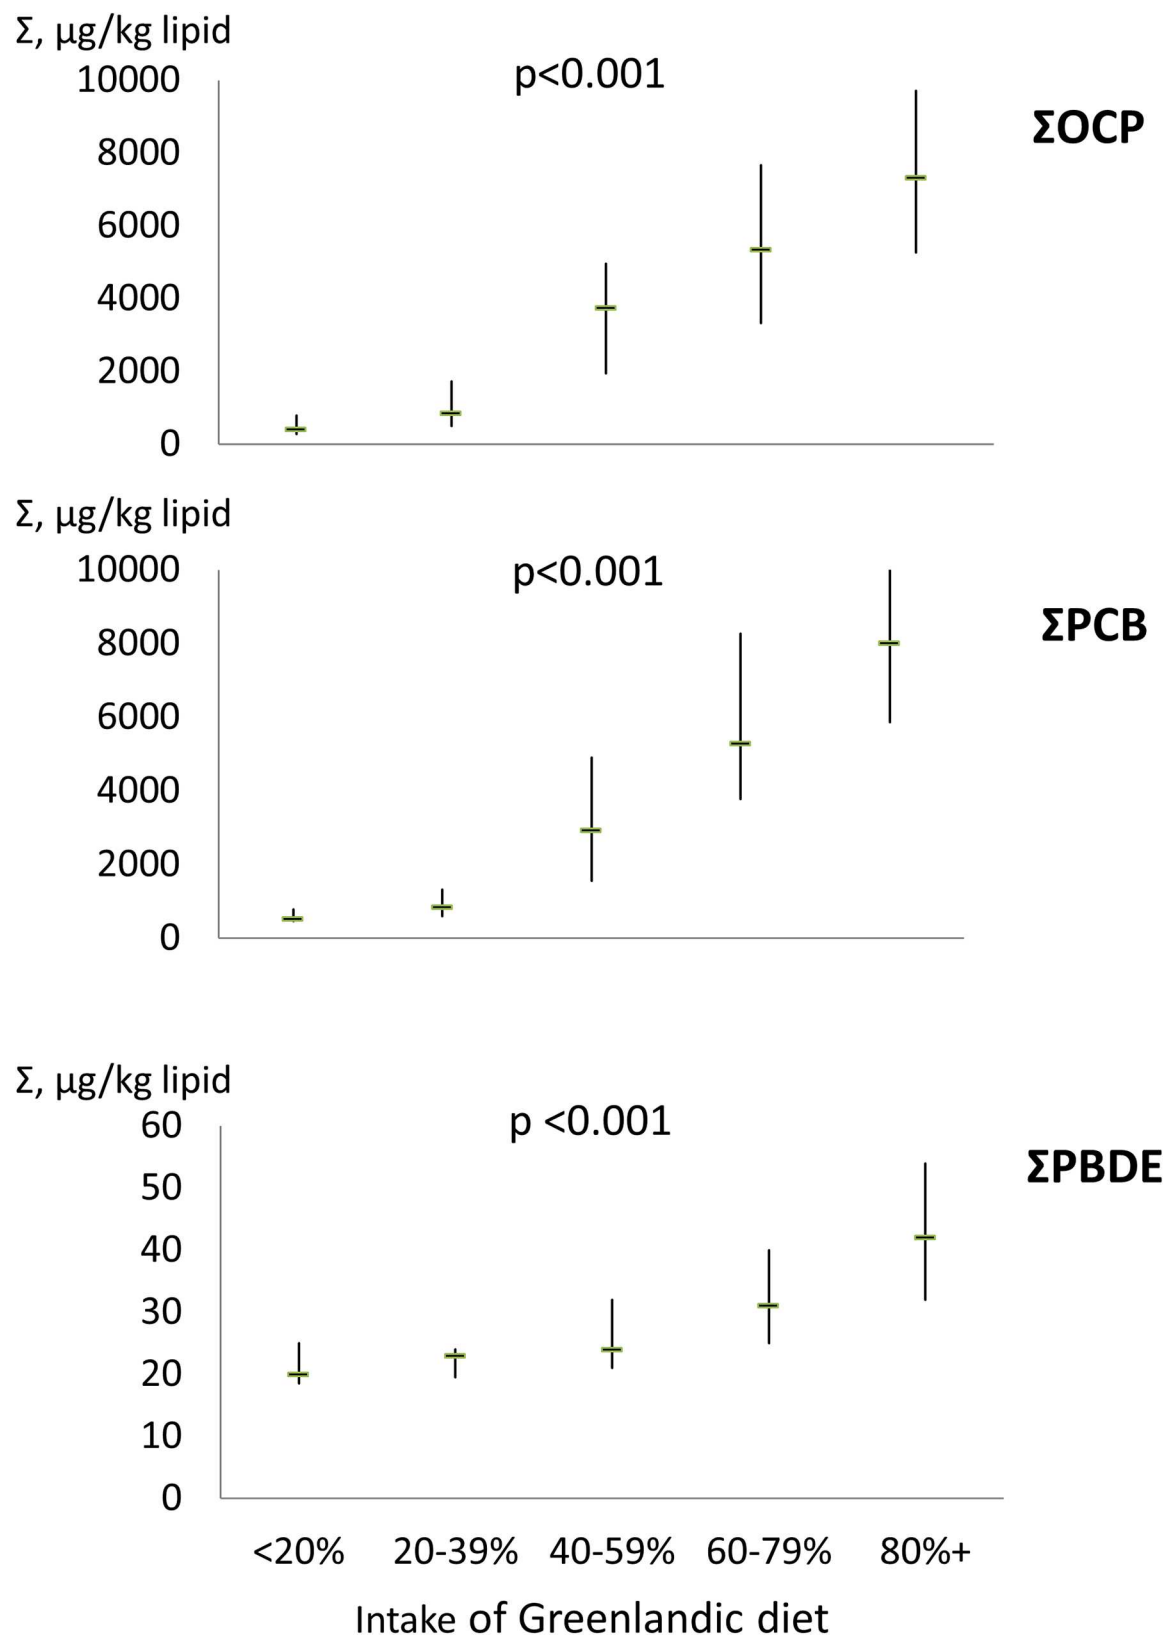 Σ, µg/kg lipid
p<0.001
ΣOCP
10000
8000
6000
4000
2000
0
Σ, µg/kg lipid
p<0.001
ΣPCB
10000
8000
6000
4000
2000
0
Σ, µg/kg lipid
p <0.001
ΣPBDE
60
50
40
30
20
10
0
<20% 20-39% 40-59% 60-79% 80%+
Intake of Greenlandic diet